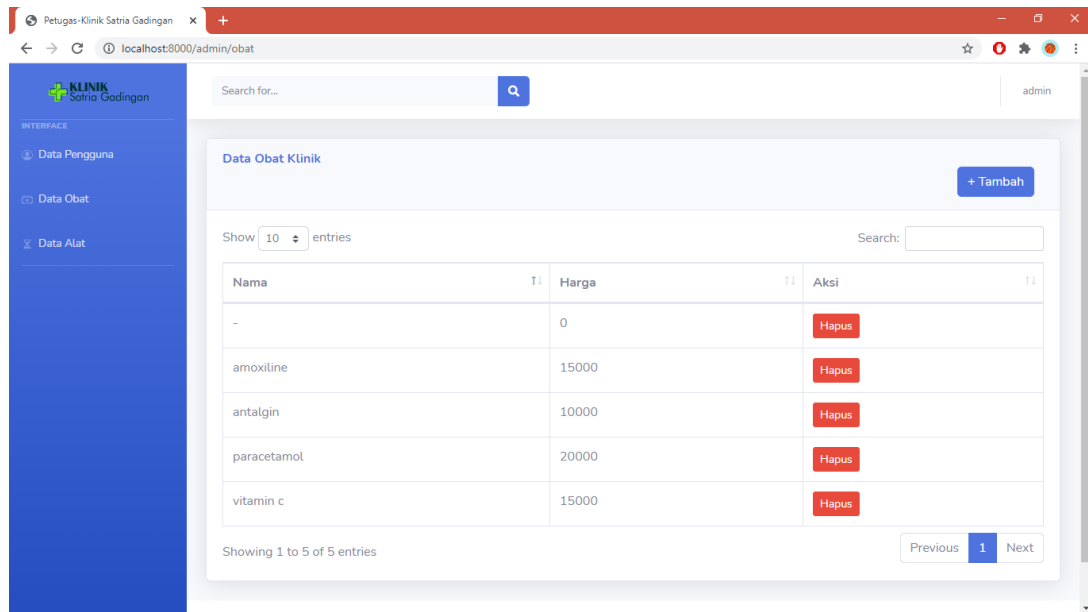 Petugas-Klinik Satria Gadingan
localhost:8000/admin/obat
KLINIK
Satria Gadingan
Search for...
admin
INTERFACE
Data Pengguna
Data Obat
Data Alat
Data Obat Klinik
+ Tambah
Show 10 entries
Search:
Nama Harga Aksi
- 0 Hapus
amoxiline 15000 Hapus
antalgin 10000 Hapus
paracetamol 20000 Hapus
vitamin c 15000 Hapus
Showing 1 to 5 of 5 entries
Previous 1 Next